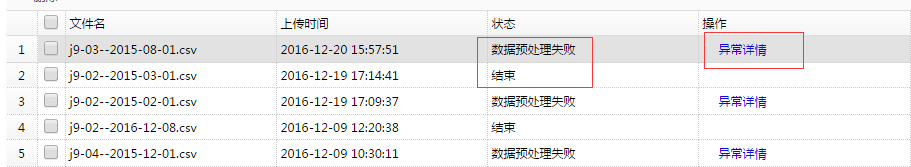 文件名 上传时间 状态 操作
1 j9-03--2015-08-01.csv 2016-12-20 15:57:51 数据预处理失败 异常详情
2 j9-02--2015-03-01.csv 2016-12-19 17:14:41 结束
3 j9-02--2015-02-01.csv 2016-12-19 17:09:37 数据预处理失败 异常详情
4 j9-02--2016-12-08.csv 2016-12-09 12:20:38 结束
5 j9-04--2015-12-01.csv 2016-12-09 10:30:11 数据预处理失败 异常详情